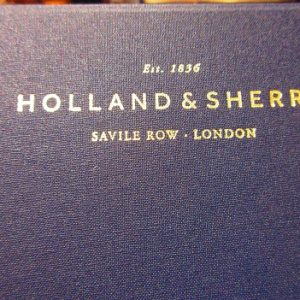 Est. 1836
HOLLAND & SHERR
SAVILE ROW · LONDON